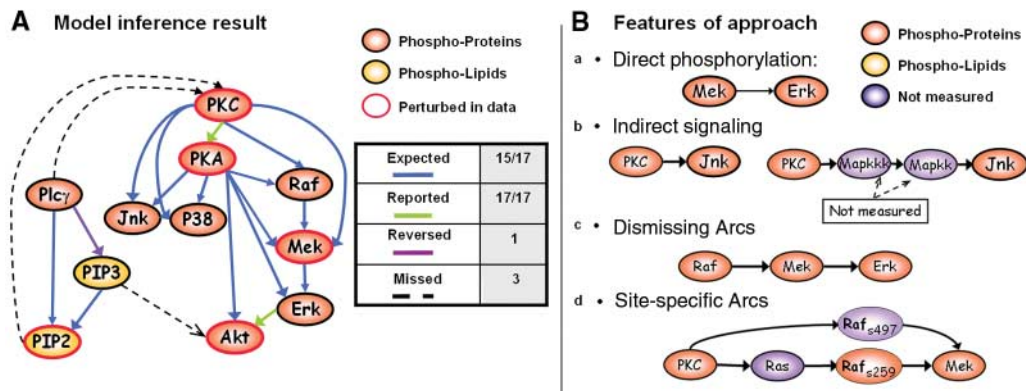 A Model inference result
Phospho-Proteins
Phospho-Lipids
Perturbed in data
PKC
PKA
Plcγ
Raf
Jnk
P38
Mek
PIP3
Erk
PIP2
Akt
Expected 15/17
Reported 17/17
Reversed 1
Missed 3
B Features of approach
Phospho-Proteins
Phospho-Lipids
Not measured
a • Direct phosphorylation:
Mek Erk
b • Indirect signaling
PKC Jnk PKC Mapkkk Mapkk Jnk
Not measured
c • Dismissing Arcs
Raf Mek Erk
d • Site-specific Arcs
Raf s497
PKC Ras Raf s259 Mek